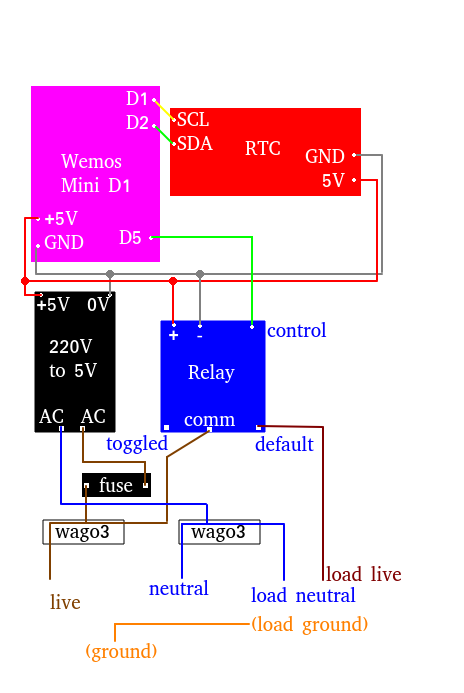 D1
D2
SCL
SDA
RTC
GND
5V
Wemos
Mini D1
+5V
GND
D5
+5V 0V
220V
to 5V
AC AC
+ -
control
Relay
comm
toggled
default
fuse
wago3
wago3
live
neutral
load neutral
load live
(load ground)
(ground)